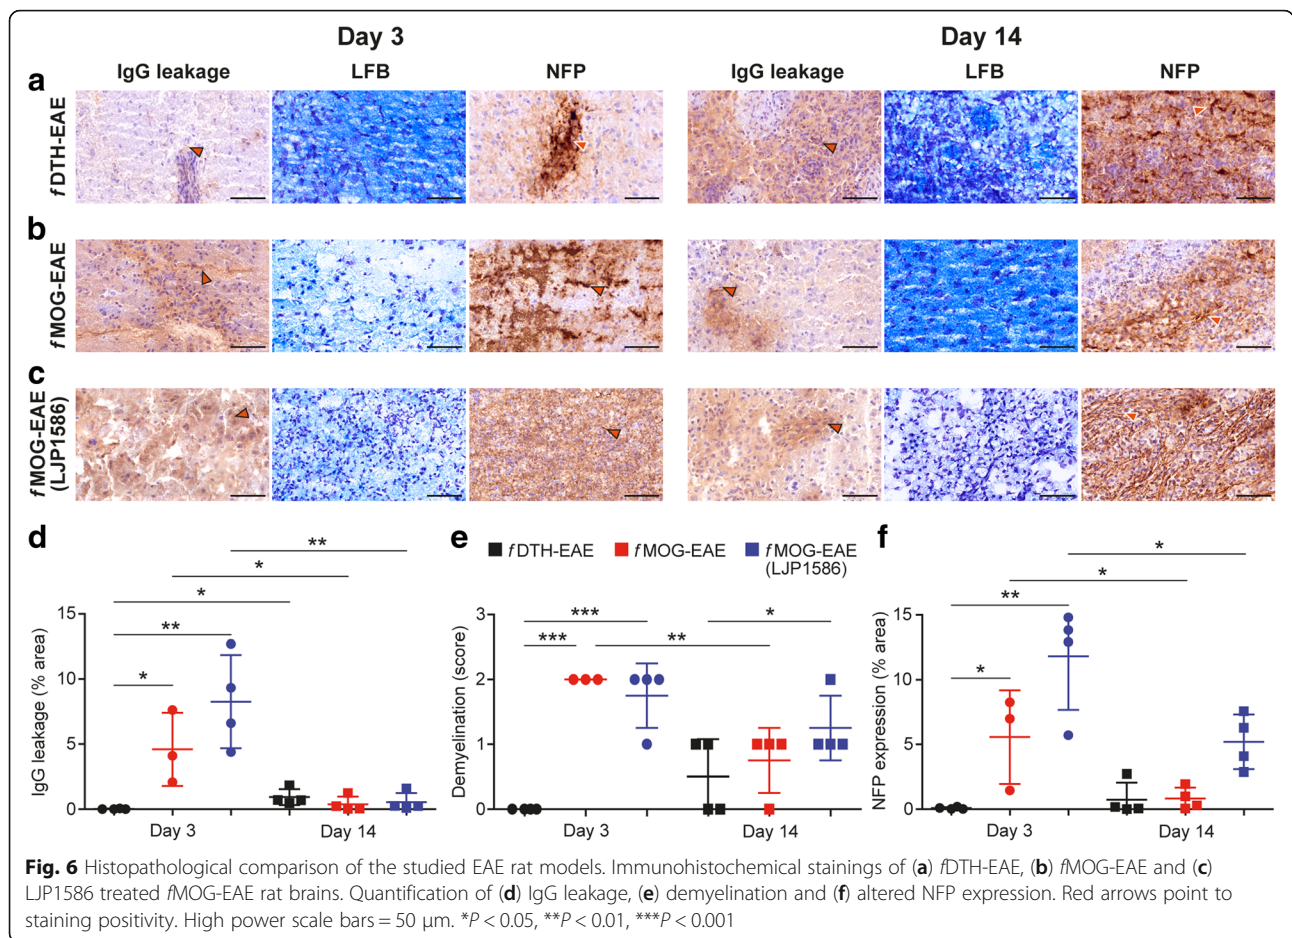 Day 3
Day 14
IgG leakage LFB NFP
IgG leakage LFB NFP
a
fDTH-EAE
b
fMOG-EAE
c
fMOG-EAE
(LJP1586)
d
**
*
*
**
*
15
10
5
0
IgG leakage (% area)
Day 3 Day 14
e
fDTH-EAE fMOG-EAE fMOG-EAE
(LJP1586)
***
***
**
*
3
2
1
0
Demyelination (score)
Day 3 Day 14
f
*
*
**
*
15
10
5
0
NFP expression (% area)
Day 3 Day 14
Fig. 6 Histopathological comparison of the studied EAE rat models. Immunohistochemical stainings of (a) fDTH-EAE, (b) fMOG-EAE and (c)
LJP1586 treated fMOG-EAE rat brains. Quantification of (d) IgG leakage, (e) demyelination and (f) altered NFP expression. Red arrows point to
staining positivity. High power scale bars = 50 μm. *P < 0.05, **P < 0.01, ***P < 0.001